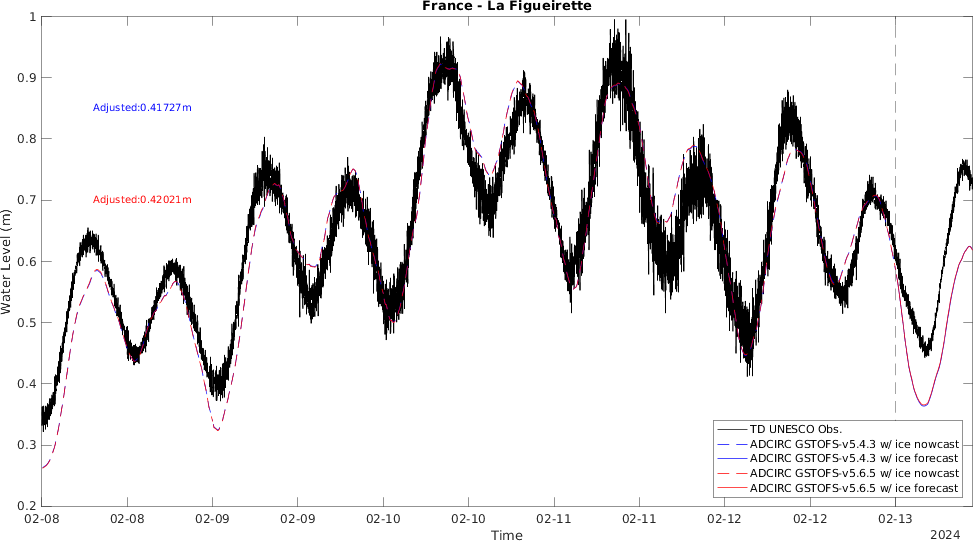 France - La Figueirette
1
0.9
0.8
0.7
0.6
0.5
0.4
0.3
0.2
Water Level (m)
Adjusted:0.41727m
Adjusted:0.42021m
TD UNESCO Obs.
ADCIRC GSTOFS-v5.4.3 w/ ice nowcast
ADCIRC GSTOFS-v5.4.3 w/ ice forecast
ADCIRC GSTOFS-v5.6.5 w/ ice nowcast
ADCIRC GSTOFS-v5.6.5 w/ ice forecast
02-08 02-08 02-09 02-09 02-10 02-10 02-11 02-11 02-12 02-12 02-13
Time
2024